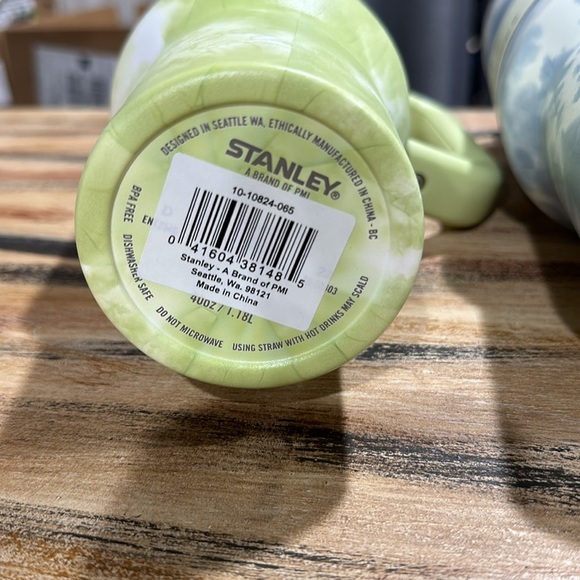 DESIGNED IN SEATTLE WA, ETHICALLY MANUFACTURED IN CHINA - BC
STANLEY®
A BRAND OF PMI
10-10824-065
0 41604 38148 5
Stanley - A Brand of PMI
Seattle, Wa. 98121
Made in China
40oz / 1.18L
BPA FREE
DISHWASHER SAFE
DO NOT MICROWAVE
USING STRAW WITH HOT DRINKS MAY SCALD